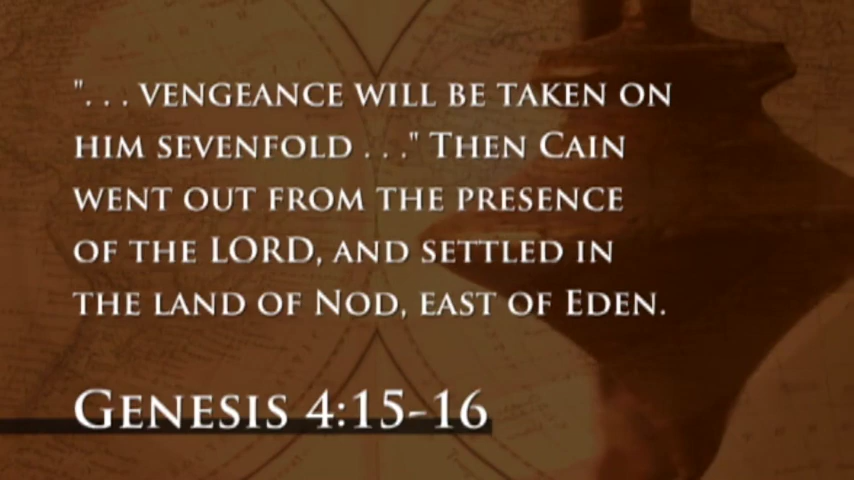 ". . . VENGEANCE WILL BE TAKEN ON
HIM SEVENFOLD . . ." THEN CAIN
WENT OUT FROM THE PRESENCE
OF THE LORD, AND SETTLED IN
THE LAND OF NOD, EAST OF EDEN.
GENESIS 4:15-16